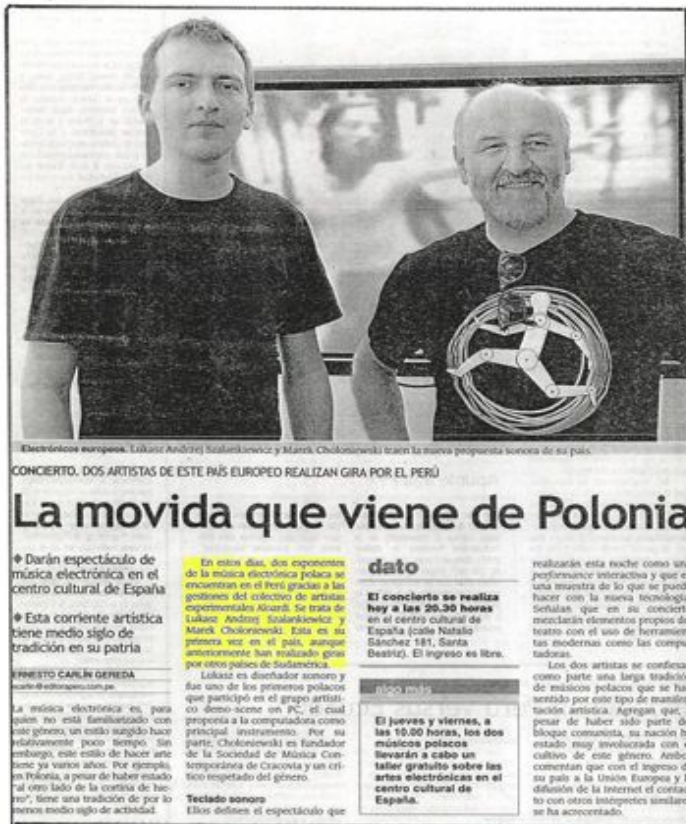 Electrónicos europeos. Lukasz Andrzej Szalankiewicz y Marek Choloniewski traen la nueva propuesta sonora de su país.
CONCIERTO. DOS ARTISTAS DE ESTE PAÍS EUROPEO REALIZAN GIRA POR EL PERÚ
La movida que viene de Polonia
◆ Darán espectáculo de
música electrónica en el
centro cultural de España
◆ Esta corriente artística
tiene medio siglo de
tradición en su patria
ERNESTO CARLÍN GEREDA
ecarlin@editoraperu.com.pe
La música electrónica es, para
quien no está familiarizado con
este género, un estilo surgido hace
relativamente poco tiempo. Sin
embargo, este estilo de hacer arte
tiene ya varios años. Por ejemplo,
en Polonia, a pesar de haber estado
"al otro lado de la cortina de hie-
rro", tiene una tradición de por lo
menos medio siglo de actividad.
En estos días, dos exponentes
de la música electrónica polaca se
encuentran en el Perú gracias a las
gestiones del colectivo de artistas
experimentales Aloardi. Se trata de
Lukasz Andrzej Szalankiewicz y
Marek Choloniewski. Esta es su
primera vez en el país, aunque
anteriormente han realizado giras
por otros países de Sudamérica.
Lukasz es diseñador sonoro y
fue uno de los primeros polacos
que participó en el grupo artísti-
co demo-scene on PC, el cual
proponía a la computadora como
principal instrumento. Por su
parte, Choloniewski es fundador
de la Sociedad de Música Con-
temporánea de Cracovia y un crí-
tico respetado del género.
Teclado sonoro
Ellos definen el espectáculo que
dato
El concierto se realiza
hoy a las 20.30 horas
en el centro cultural de
España (calle Natalio
Sánchez 181, Santa
Beatriz). El ingreso es libre.
algo más
El jueves y viernes, a
las 10.00 horas, los dos
músicos polacos
llevarán a cabo un
taller gratuito sobre las
artes electrónicas en el
centro cultural de
España.
realizarán esta noche como una
performance interactiva y que es
una muestra de lo que se puede
hacer con la nueva tecnología.
Señalan que en su concierto
mezclarán elementos propios del
teatro con el uso de herramien-
tas modernas como las compu-
tadoras.
Los dos artistas se confiesan
como parte una larga tradición
de músicos polacos que se han
sentido por este tipo de manifes-
tación artística. Agregan que, a
pesar de haber sido parte del
bloque comunista, su nación ha
estado muy involucrada con el
cultivo de este género. Ambos
comentan que con el ingreso de
su país a la Unión Europea y la
difusión de la Internet el contac-
to con otros intérpretes similares
se ha acrecentado.